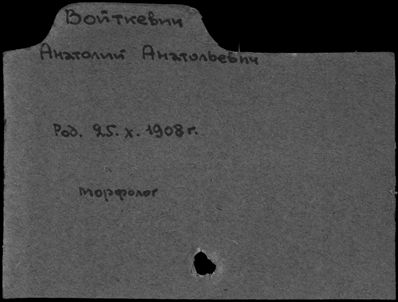 Войткевич
Анатолий Анатольевич
Род. 25. X. 1908 г.
морфолог